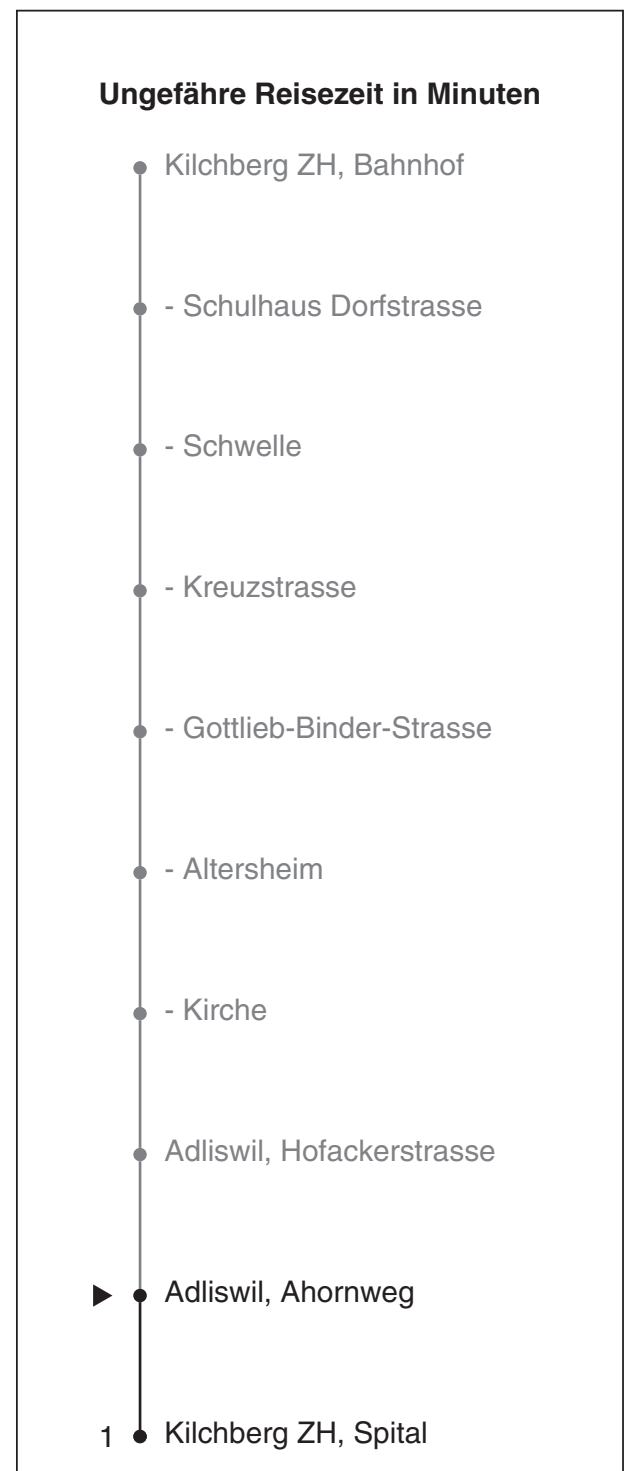 Ungefähre Reisezeit in Minuten
Kilchberg ZH, Bahnhof
- Schulhaus Dorfstrasse
- Schwelle
- Kreuzstrasse
- Gottlieb-Binder-Strasse
- Altersheim
- Kirche
Adliswil, Hofackerstrasse
Adliswil, Ahornweg
1 Kilchberg ZH, Spital